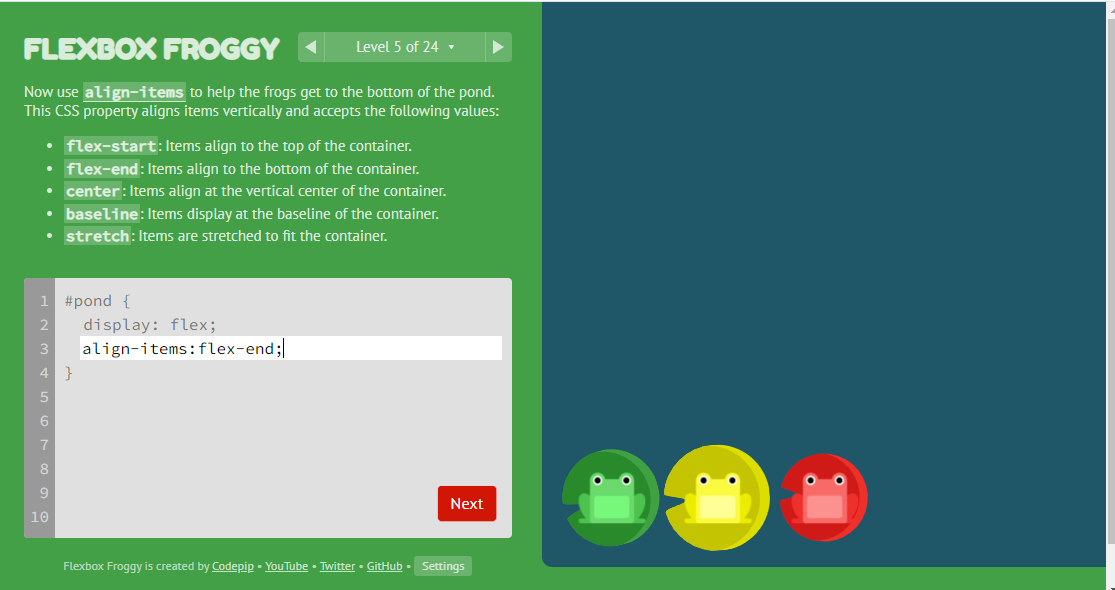 FLEXBOX FROGGY
◀ Level 5 of 24 ▼ ▶
Now use align-items to help the frogs get to the bottom of the pond.
This CSS property aligns items vertically and accepts the following values:
• flex-start: Items align to the top of the container.
• flex-end: Items align to the bottom of the container.
• center: Items align at the vertical center of the container.
• baseline: Items display at the baseline of the container.
• stretch: Items are stretched to fit the container.
1 #pond {
2 display: flex;
3 align-items:flex-end;
4 }
5
6
7
8
9
10
Next
Flexbox Froggy is created by Codepip • YouTube • Twitter • GitHub • Settings